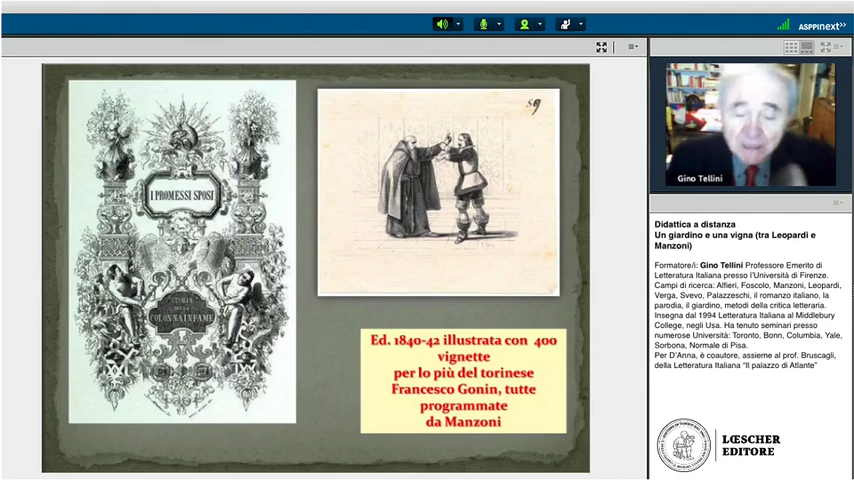 ASPPInext>>
I PROMESSI SPOSI
STORIA
DELLA
COLONNA INFAME
59
Ed. 1840-42 illustrata con 400
vignette
per lo più del torinese
Francesco Gonin, tutte
programmate
da Manzoni
Gino Tellini
Didattica a distanza
Un giardino e una vigna (tra Leopardi e
Manzoni)
Formatore/i: Gino Tellini Professore Emerito di
Letteratura Italiana presso l'Università di Firenze.
Campi di ricerca: Alfieri, Foscolo, Manzoni, Leopardi,
Verga, Svevo, Palazzeschi, il romanzo italiano, la
parodia, il giardino, metodi della critica letteraria.
Insegna dal 1994 Letteratura Italiana al Middlebury
College, negli Usa. Ha tenuto seminari presso
numerose Università: Toronto, Bonn, Columbia, Yale,
Sorbona, Normale di Pisa.
Per D'Anna, è coautore, assieme al prof. Bruscagli,
della Letteratura Italiana "Il palazzo di Atlante"
LŒSCHER
EDITORE